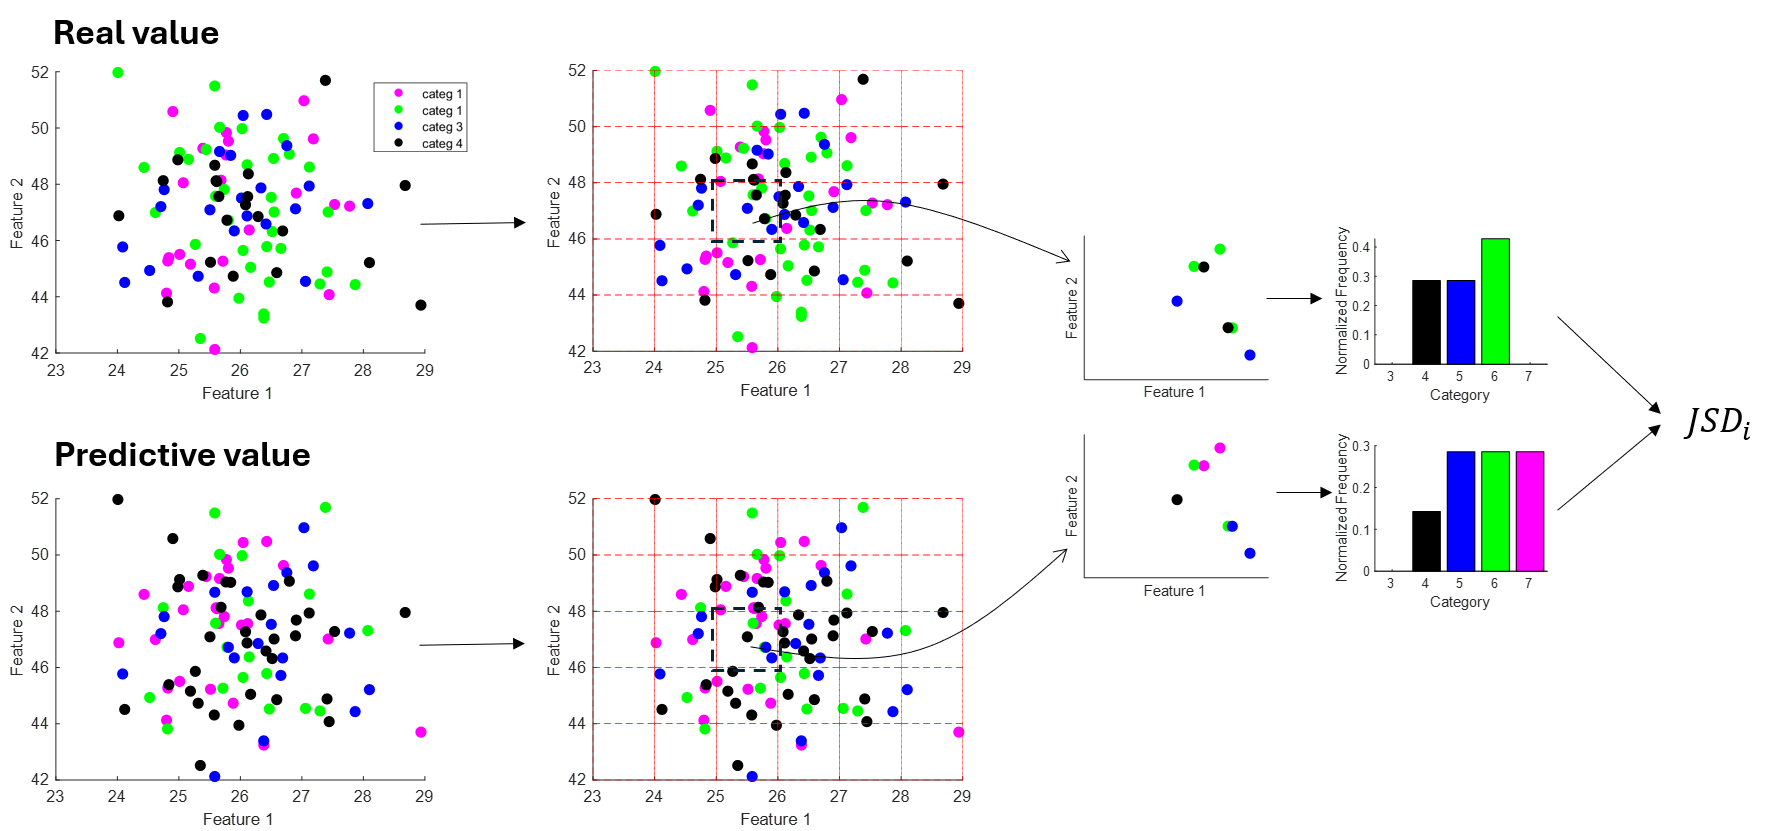 Real value
52
50
48
46
44
42
23 24 25 26 27 28 29
Feature 1
Feature 2
categ 1
categ 1
categ 3
categ 4
52
50
48
46
44
42
23 24 25 26 27 28 29
Feature 1
Feature 2
Feature 2
Feature 1
Normalized Frequency
0.4
0.3
0.2
0.1
0
3 4 5 6 7
Category
JSDi
Predictive value
52
50
48
46
44
42
23 24 25 26 27 28 29
Feature 1
Feature 2
52
50
48
46
44
42
23 24 25 26 27 28 29
Feature 1
Feature 2
Feature 2
Feature 1
Normalized Frequency
0.3
0.2
0.1
0
3 4 5 6 7
Category